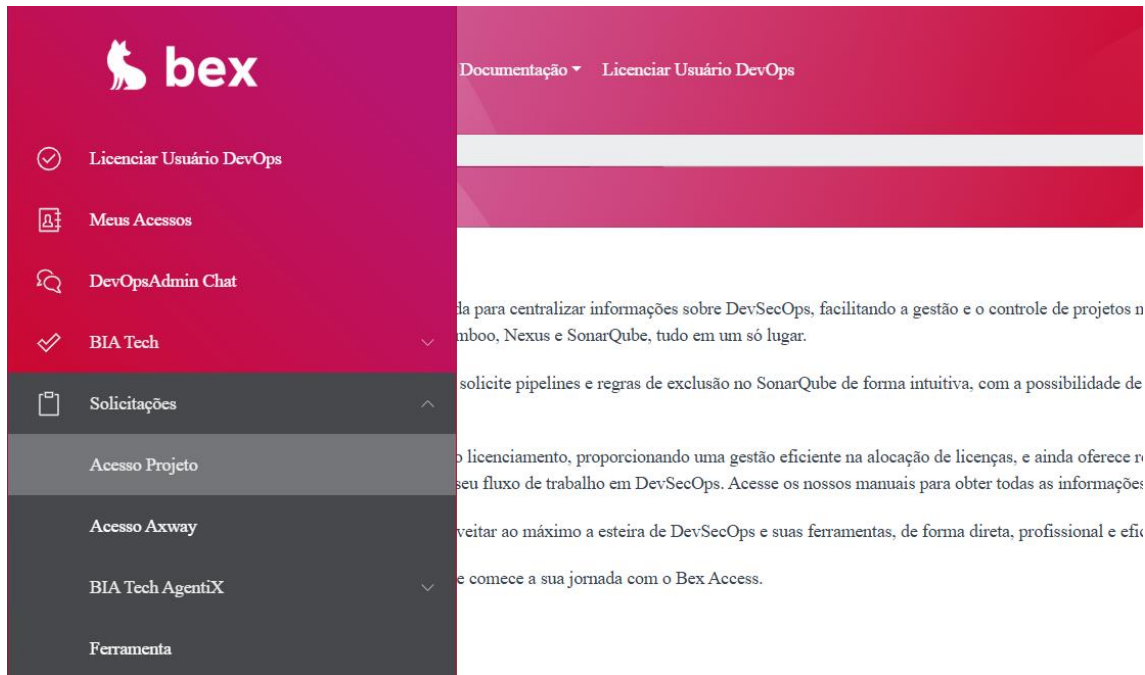 bex
Documentação Licenciar Usuário DevOps
Licenciar Usuário DevOps
Meus Acessos
DevOpsAdmin Chat
BIA Tech
Solicitações
Acesso Projeto
Acesso Axway
BIA Tech AgentiX
Ferramenta
para centralizar informações sobre DevSecOps, facilitando a gestão e o controle de projetos
Nexus e SonarQube, tudo em um só lugar.
solicite pipelines e regras de exclusão no SonarQube de forma intuitiva, com a possibilidade de
licenciamento, proporcionando uma gestão eficiente na alocação de licenças, e ainda oferece
seu fluxo de trabalho em DevSecOps. Acesse os nossos manuais para obter todas as informações
ao máximo a esteira de DevSecOps e suas ferramentas, de forma direta, profissional e
e comece a sua jornada com o Bex Access.